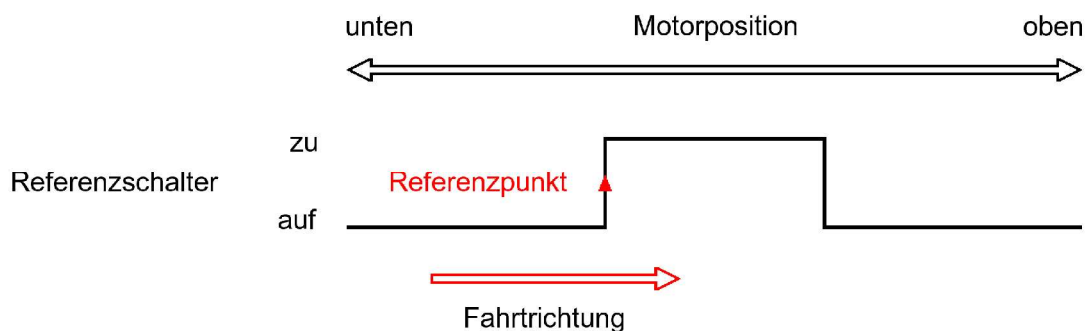 unten Motorposition oben
zu
Referenzschalter Referenzpunkt
auf
Fahrtrichtung